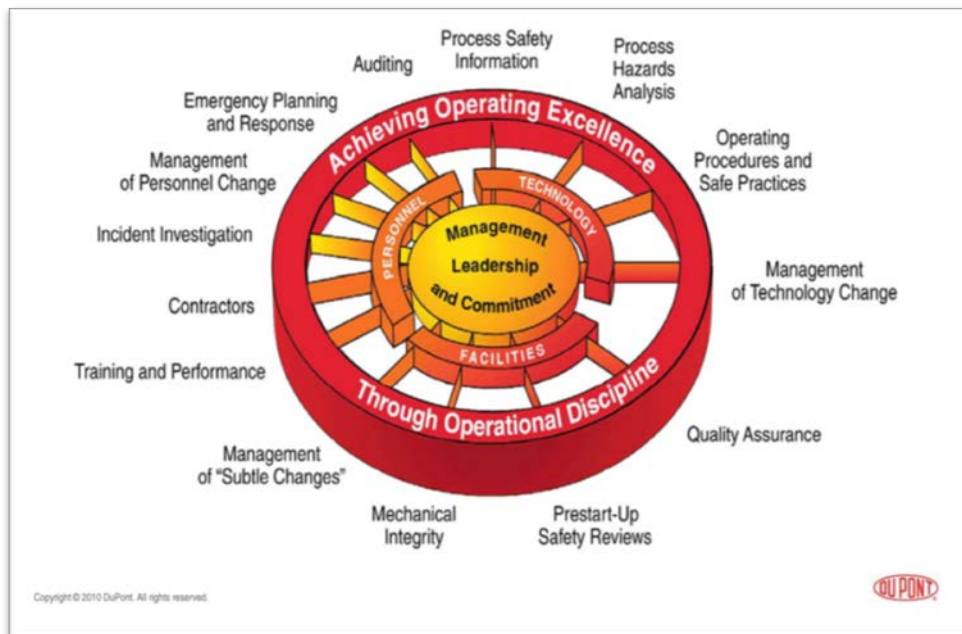 Process Safety
Information
Process
Hazards
Analysis
Auditing
Emergency Planning
and Response
Achieving Operating Excellence
Operating
Procedures and
Safe Practices
Management
of Personnel Change
TECHNOLOGY
PERSONNEL
Management
Leadership
and Commitment
Incident Investigation
Management
of Technology Change
Contractors
FACILITIES
Training and Performance
Through Operational Discipline
Quality Assurance
Management
of “Subtle Changes”
Mechanical
Integrity
Prestart-Up
Safety Reviews
Copyright © 2010 DuPont. All rights reserved.
DUPONT